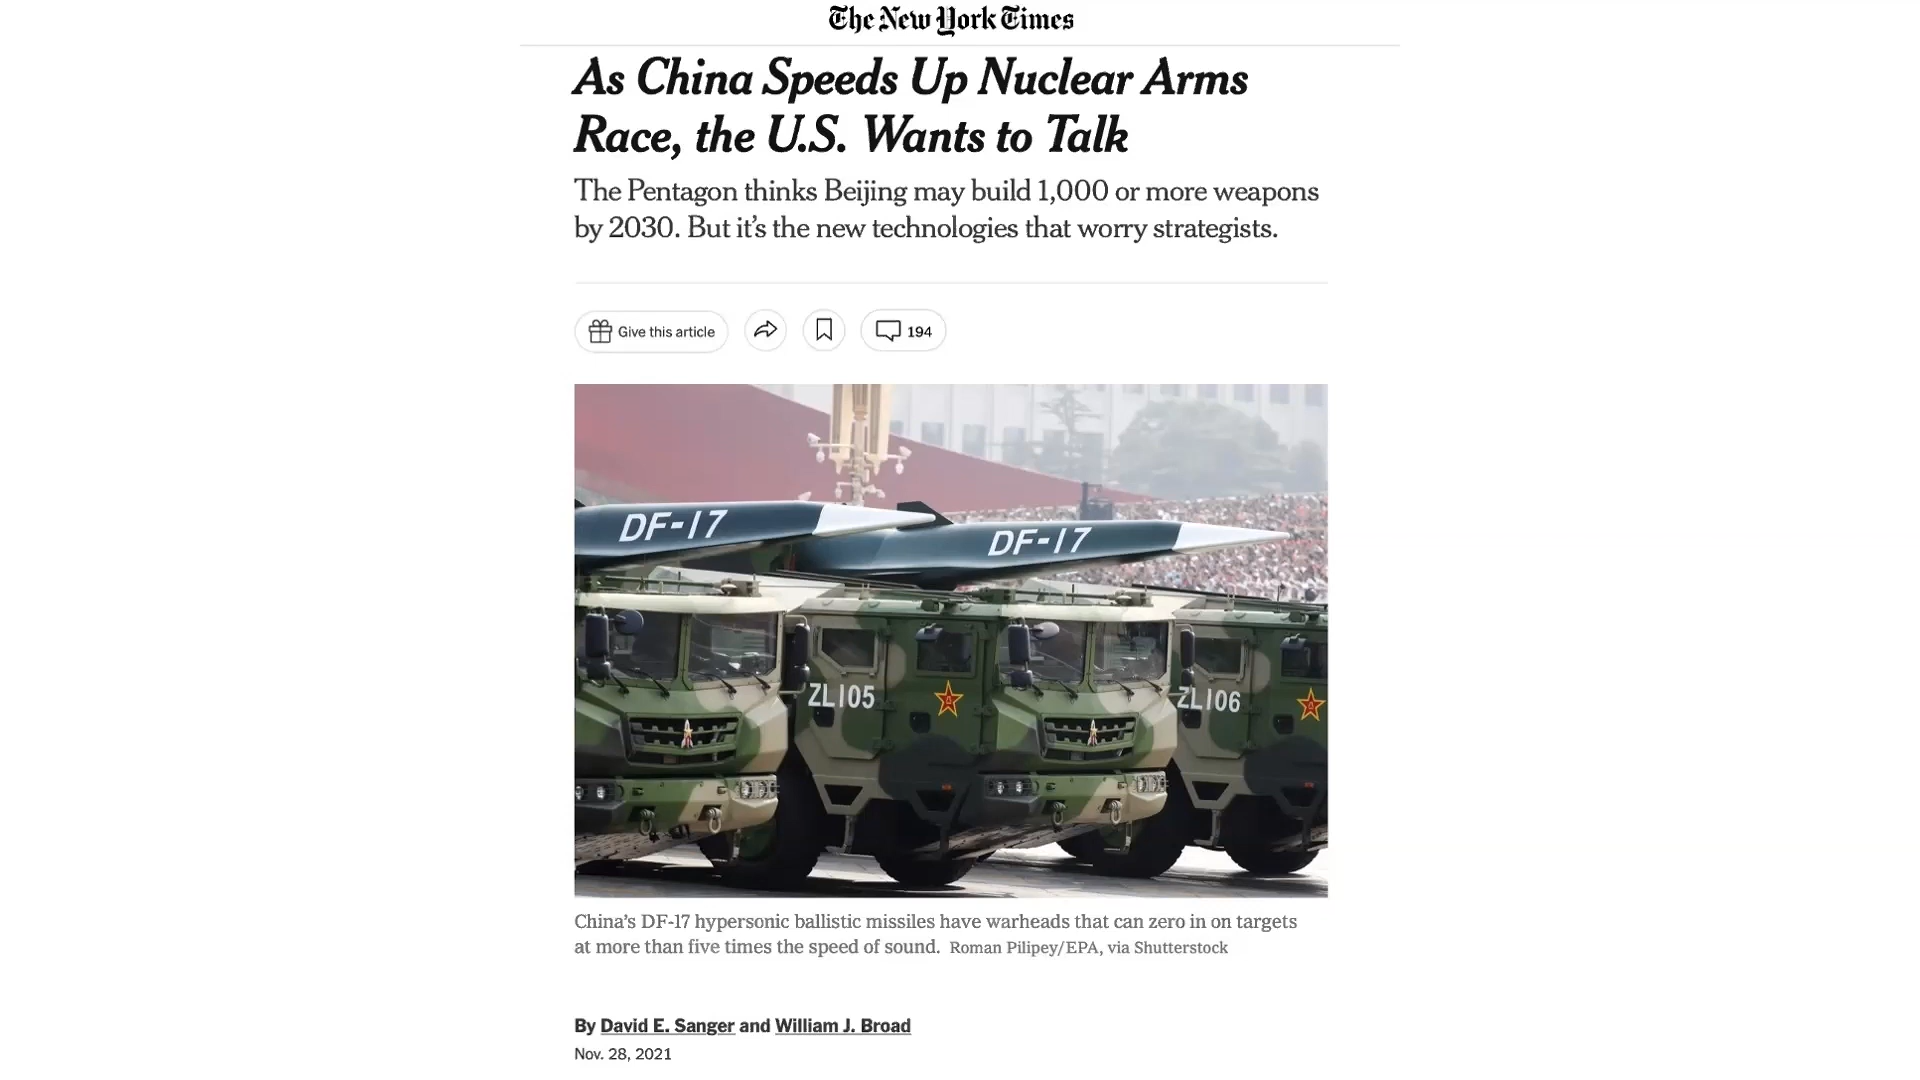 The New York Times
As China Speeds Up Nuclear Arms
Race, the U.S. Wants to Talk
The Pentagon thinks Beijing may build 1,000 or more weapons
by 2030. But it’s the new technologies that worry strategists.
Give this article
194
DF-17
DF-17
ZL105
ZL106
China’s DF-17 hypersonic ballistic missiles have warheads that can zero in on targets
at more than five times the speed of sound. Roman Pilipey/EPA, via Shutterstock
By David E. Sanger and William J. Broad
Nov. 28, 2021